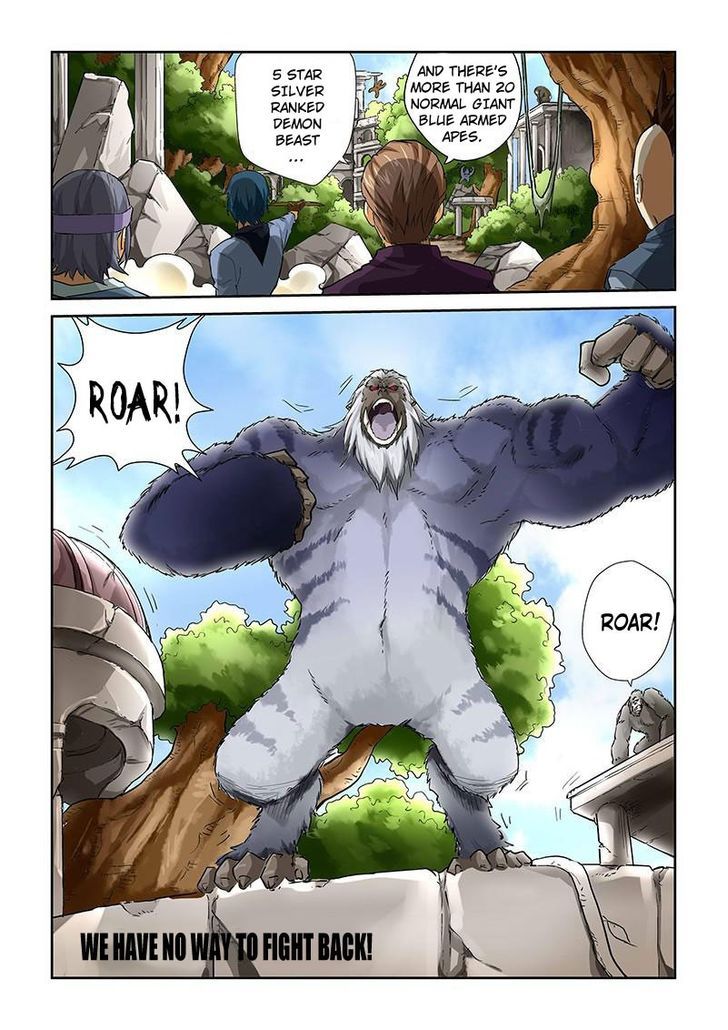 5 STAR
SILVER
RANKED
DEMON
BEAST
...
AND THERE'S
MORE THAN 20
NORMAL GIANT
BLUE ARMED
APES.
ROAR!
ROAR!
WE HAVE NO WAY TO FIGHT BACK!